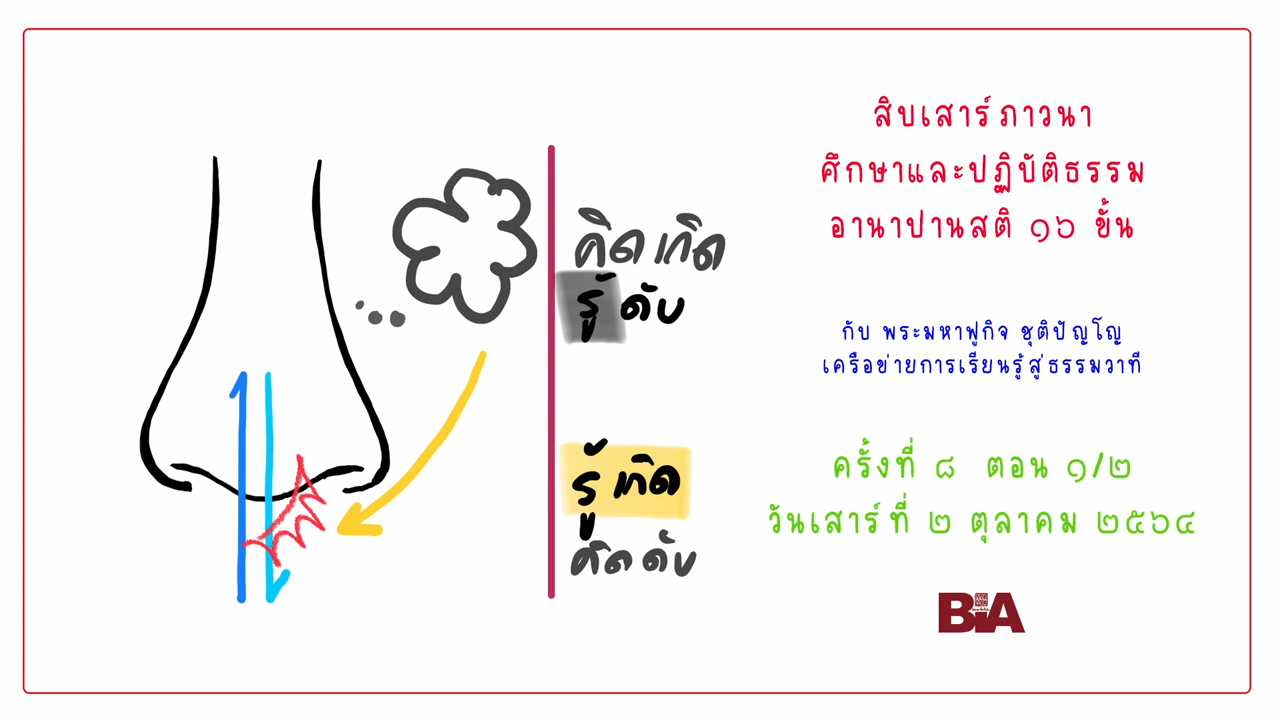 คิดเกิด
รู้ดับ
รู้เกิด
คิดดับ
สิบเสาร์ภาวนา
ศึกษาและปฏิบัติธรรม
อานาปานสติ ๑๖ ขั้น
กับ พระมหาฟูกิจ ชุติปัญโญ
เครือข่ายการเรียนรู้สู่ธรรมวาที
ครั้งที่ ๘ ตอน ๑/๒
วันเสาร์ที่ ๒ ตุลาคม ๒๕๖๔
BiA